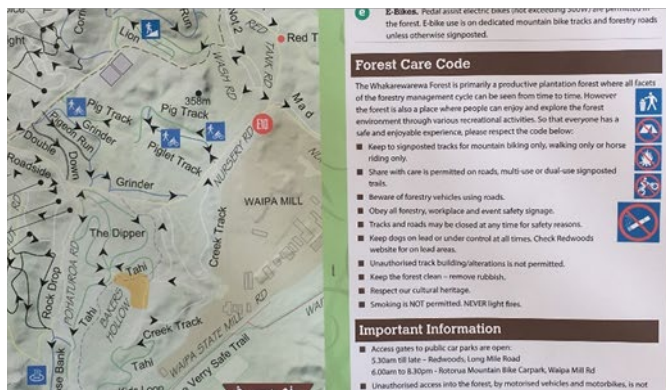 Lion
Not 2
RED
TANK RD
Red T
WASH RD
Mad
358m
Pig Track
Pig Track
Grinder
Pigeon Run
Double
Down
Roadside
Piglet Track
NURSERY RD
END
Grinder
WAIPA MILL
The Dipper
Creek Track
Tahi
POHATUROA RD
Rock Drop
BAKERS
HOLLOW
Tahi
Creek Track
Tahi
WAIPA STATE MILL RD
Verry Safe Trail
se Bank
e
E-Bikes. Pedal assist electric bikes (not exceeding 300W) are permitted in
the forest. E-bike use is on dedicated mountain bike tracks and forestry roads
unless otherwise signposted.
Forest Care Code
The Whakarewarewa Forest is primarily a productive plantation forest where all facets
of the forestry management cycle can be seen from time to time. However
the forest is also a place where people can enjoy and explore the forest
environment through various recreational activities. So that everyone has a
safe and enjoyable experience, please respect the code below:
Keep to signposted tracks for mountain biking only, walking only or horse
riding only.
Share with care is permitted on roads, multi-use or dual-use signposted
trails.
Beware of forestry vehicles using roads.
Obey all forestry, workplace and event safety signage.
Tracks and roads may be closed at any time for safety reasons.
Keep dogs on lead or under control at all times. Check Redwoods
website for on lead areas.
Unauthorised track building/alterations is not permitted.
Keep the forest clean – remove rubbish.
Respect our cultural heritage.
Smoking is NOT permitted. NEVER light fires.
Important Information
Access gates to public car parks are open:
5.30am till late – Redwoods, Long Mile Road
6.00am to 8.30pm - Rotorua Mountain Bike Carpark, Waipa Mill Rd
Unauthorised access into the forest, by motorised vehicles and motorbikes, is not